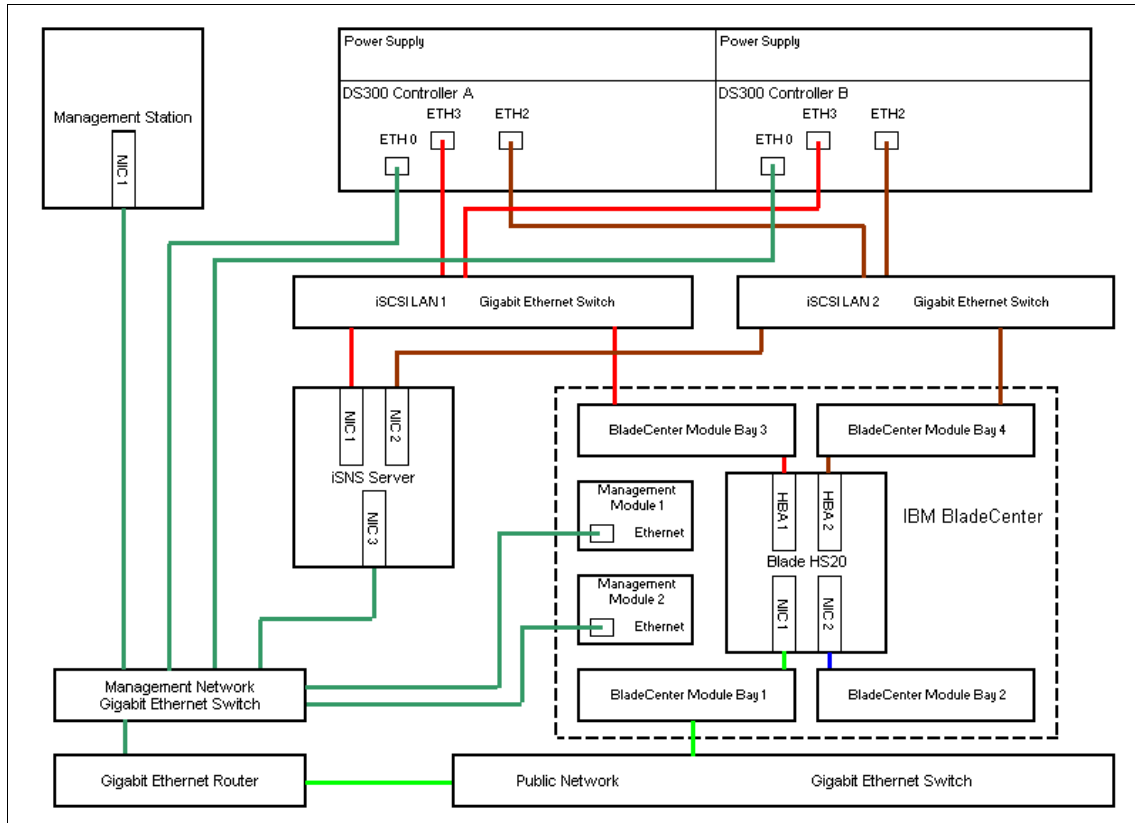 Power Supply
Power Supply
Management Station
NIC 1
DS300 Controller A
ETH3
ETH2
ETH 0
DS300 Controller B
ETH3
ETH2
ETH 0
iSCSI LAN 1 Gigabit Ethernet Switch
iSCSI LAN 2 Gigabit Ethernet Switch
NIC 1
NIC 2
iSNS Server
NIC 3
BladeCenter Module Bay 3
BladeCenter Module Bay 4
Management
Module 1
Ethernet
Management
Module 2
Ethernet
HBA 1
HBA 2
Blade HS20
NIC 1
NIC 2
IBM BladeCenter
BladeCenter Module Bay 1
BladeCenter Module Bay 2
Management Network
Gigabit Ethernet Switch
Gigabit Ethernet Router
Public Network Gigabit Ethernet Switch